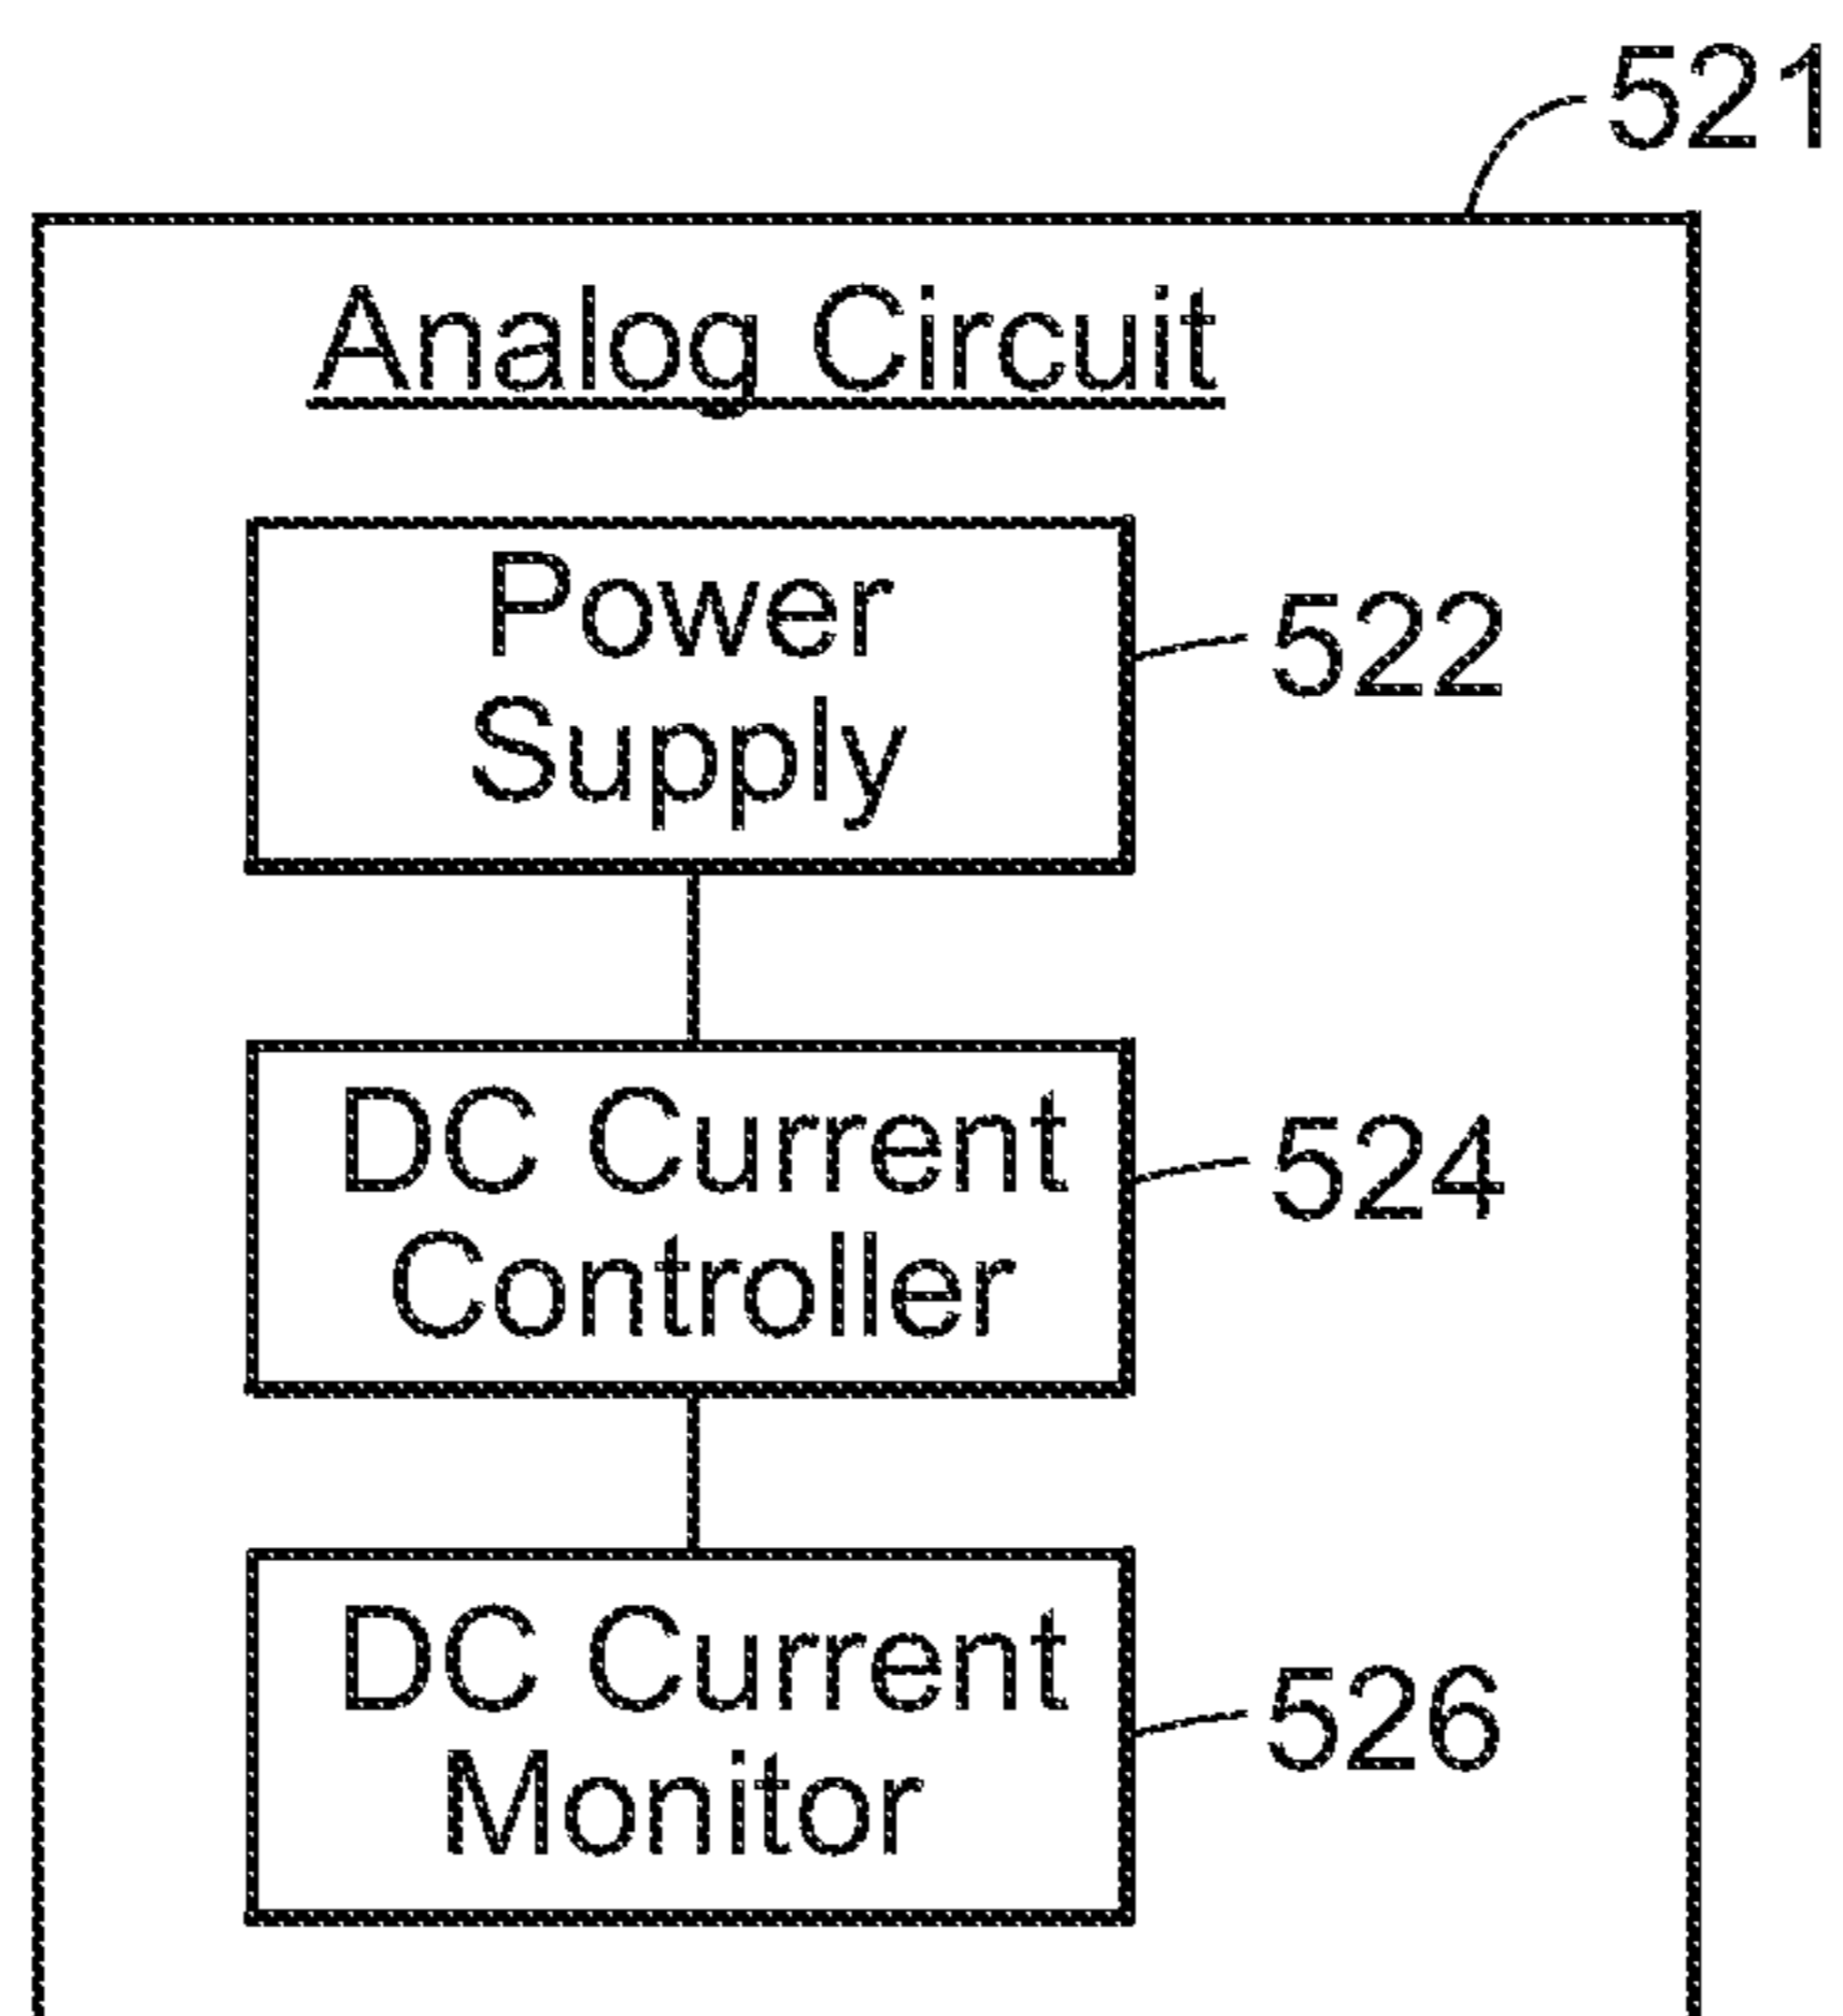 521
Analog Circuit
Power
Supply
522
DC Current
Controller
524
DC Current
Monitor
526